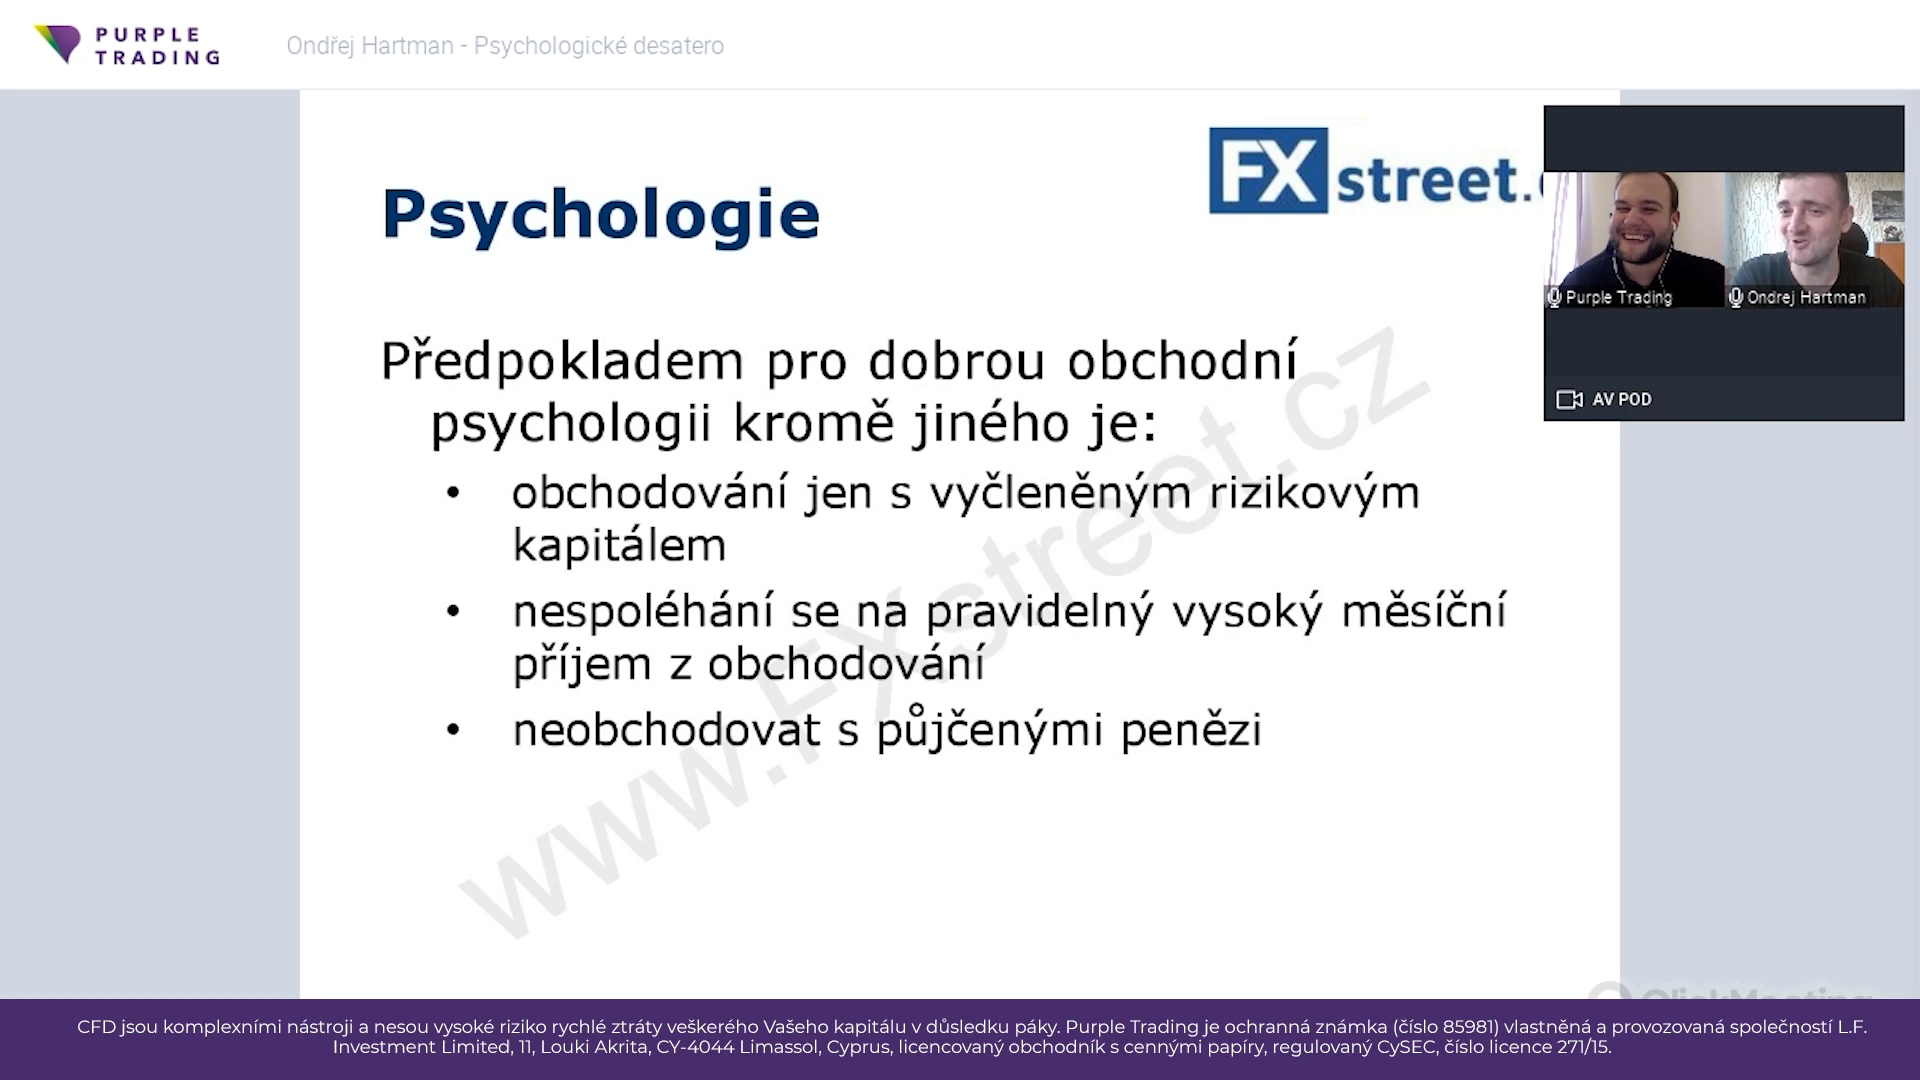 PURPLE
TRADING
Ondřej Hartman - Psychologické desatero
FXstreet.
Psychologie
Purple Trading
Ondrej Hartman
AV POD
Předpokladem pro dobrou obchodní
psychologii kromě jiného je:
• obchodování jen s vyčleněným rizikovým
kapitálem
• nespoléhání se na pravidelný vysoký měsíční
příjem z obchodování
• neobchodovat s půjčenými penězi
www.FXstreet.cz
ClickMeeting
CFD jsou komplexními nástroji a nesou vysoké riziko rychlé ztráty veškerého Vašeho kapitálu v důsledku páky. Purple Trading je ochranná známka (číslo 85981) vlastněná a provozovaná společností L.F.
Investment Limited, 11, Louki Akrita, CY-4044 Limassol, Cyprus, licencovaný obchodník s cennými papíry, regulovaný CySEC, číslo licence 271/15.